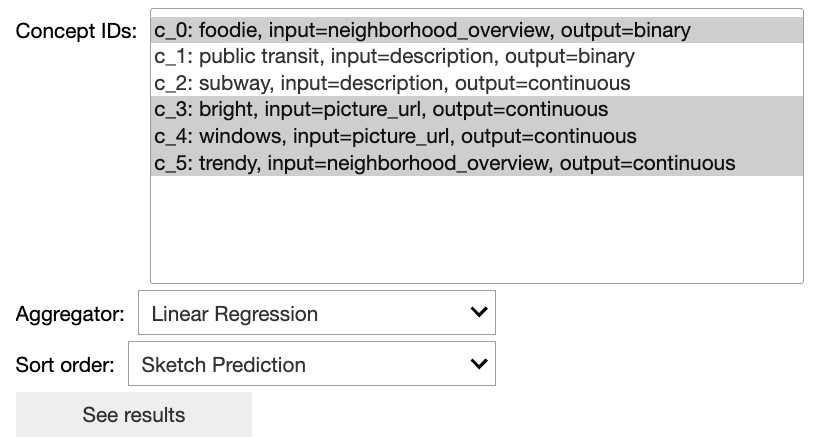 Concept IDs:
c_0: foodie, input=neighborhood_overview, output=binary
c_1: public transit, input=description, output=binary
c_2: subway, input=description, output=continuous
c_3: bright, input=picture_url, output=continuous
c_4: windows, input=picture_url, output=continuous
c_5: trendy, input=neighborhood_overview, output=continuous
Aggregator: Linear Regression
Sort order: Sketch Prediction
See results